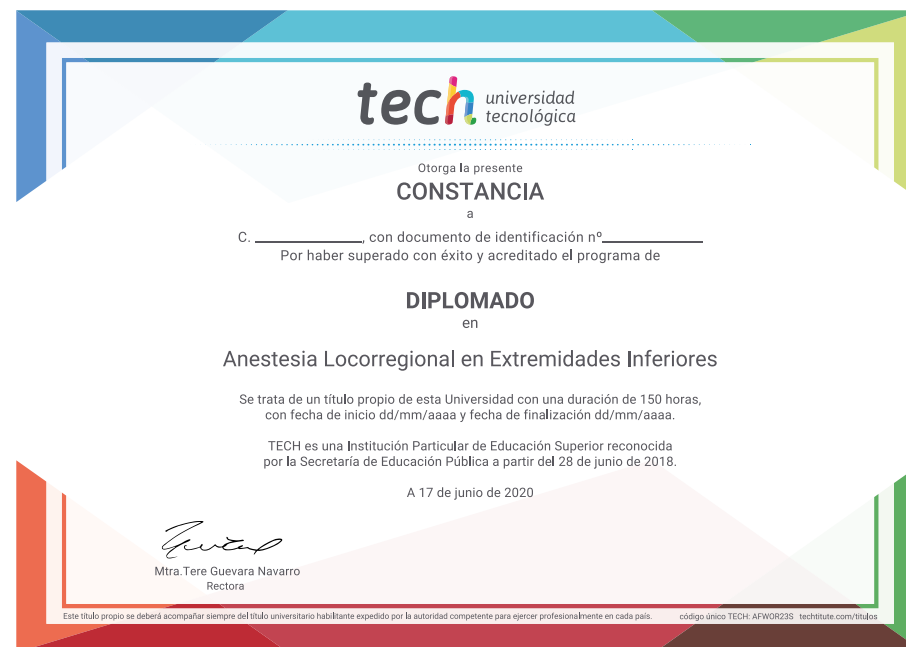 tech universidad
tecnológica
Otorga la presente
CONSTANCIA
a
C. ____________, con documento de identificación nº____________
Por haber superado con éxito y acreditado el programa de
DIPLOMADO
en
Anestesia Locorregional en Extremidades Inferiores
Se trata de un título propio de esta Universidad con una duración de 150 horas,
con fecha de inicio dd/mm/aaaa y fecha de finalización dd/mm/aaaa.
TECH es una Institución Particular de Educación Superior reconocida
por la Secretaría de Educación Pública a partir del 28 de junio de 2018.
A 17 de junio de 2020
Mtra.Tere Guevara Navarro
Rectora
Este título propio se deberá acompañar siempre del título universitario habilitante expedido por la autoridad competente para ejercer profesionalmente en cada país. código único TECH: AFWOR23S techtitute.com/titulos